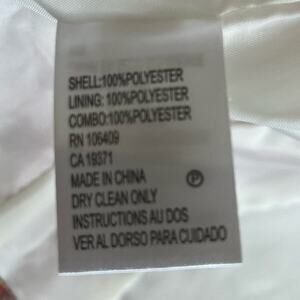 SHELL:100%POLYESTER
LINING: 100%POLYESTER
COMBO:100%POLYESTER
RN 106409
CA 19371
MADE IN CHINA P
DRY CLEAN ONLY
INSTRUCTIONS AU DOS
VER AL DORSO PARA CUIDADO